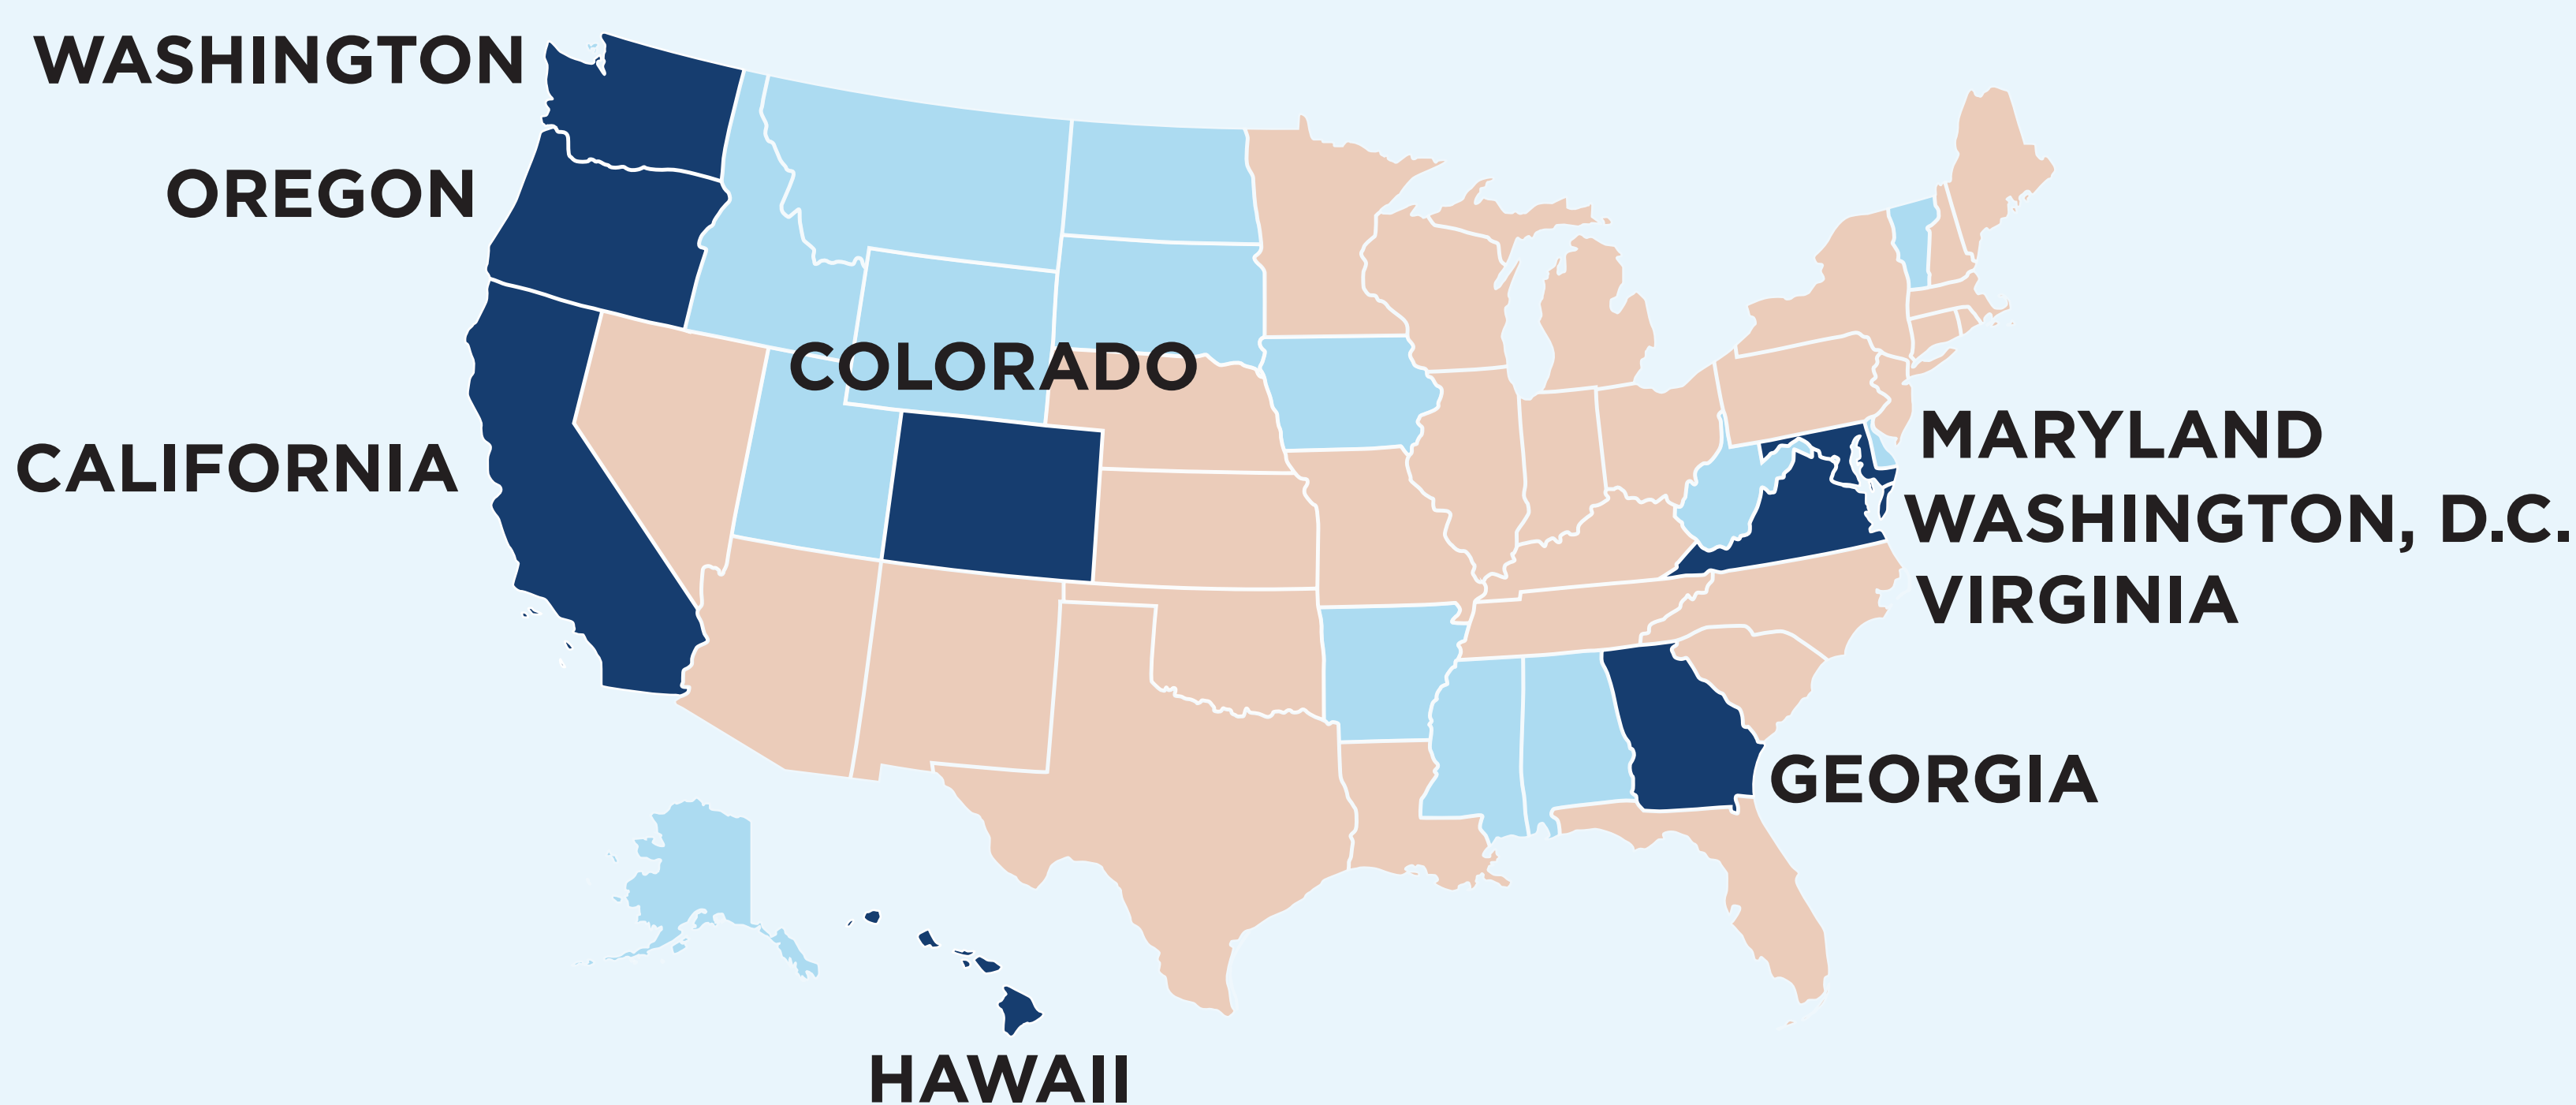 WASHINGTON
OREGON
COLORADO
CALIFORNIA
MARYLAND
WASHINGTON, D.C.
VIRGINIA
GEORGIA
HAWAII